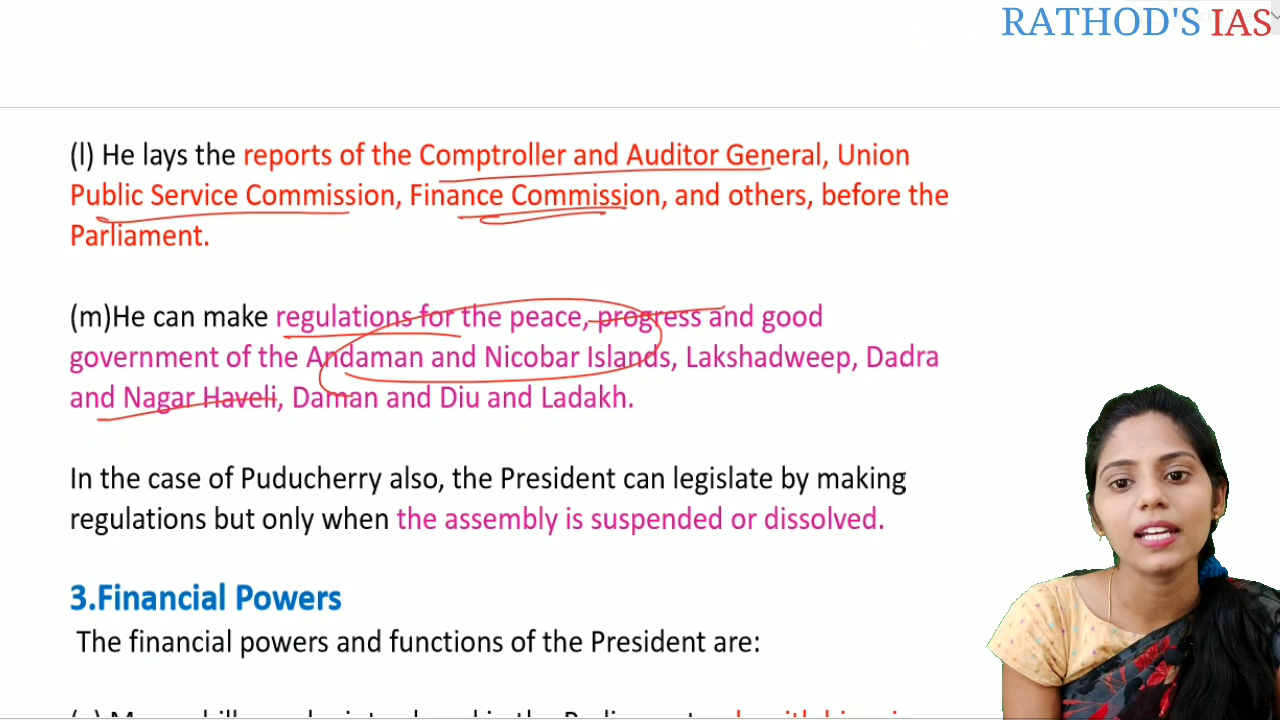 RATHOD'S IAS
(l) He lays the reports of the Comptroller and Auditor General, Union
Public Service Commission, Finance Commission, and others, before the
Parliament.
(m)He can make regulations for the peace, progress and good
government of the Andaman and Nicobar Islands, Lakshadweep, Dadra
and Nagar Haveli, Daman and Diu and Ladakh.
In the case of Puducherry also, the President can legislate by making
regulations but only when the assembly is suspended or dissolved.
3.Financial Powers
The financial powers and functions of the President are: